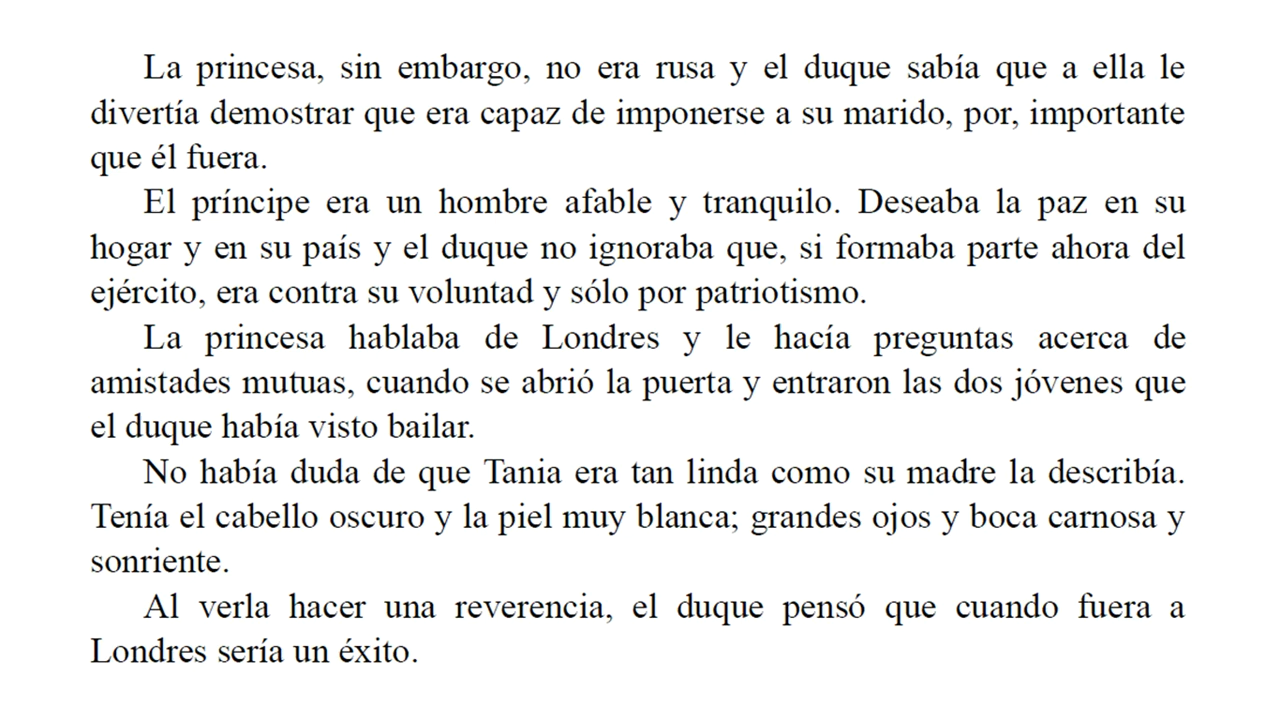 La princesa, sin embargo, no era rusa y el duque sabía que a ella le
divertía demostrar que era capaz de imponerse a su marido, por, importante
que él fuera.
El príncipe era un hombre afable y tranquilo. Deseaba la paz en su
hogar y en su país y el duque no ignoraba que, si formaba parte ahora del
ejército, era contra su voluntad y sólo por patriotismo.
La princesa hablaba de Londres y le hacía preguntas acerca de
amistades mutuas, cuando se abrió la puerta y entraron las dos jóvenes que
el duque había visto bailar.
No había duda de que Tania era tan linda como su madre la describía.
Tenía el cabello oscuro y la piel muy blanca; grandes ojos y boca carnosa y
sonriente.
Al verla hacer una reverencia, el duque pensó que cuando fuera a
Londres sería un éxito.